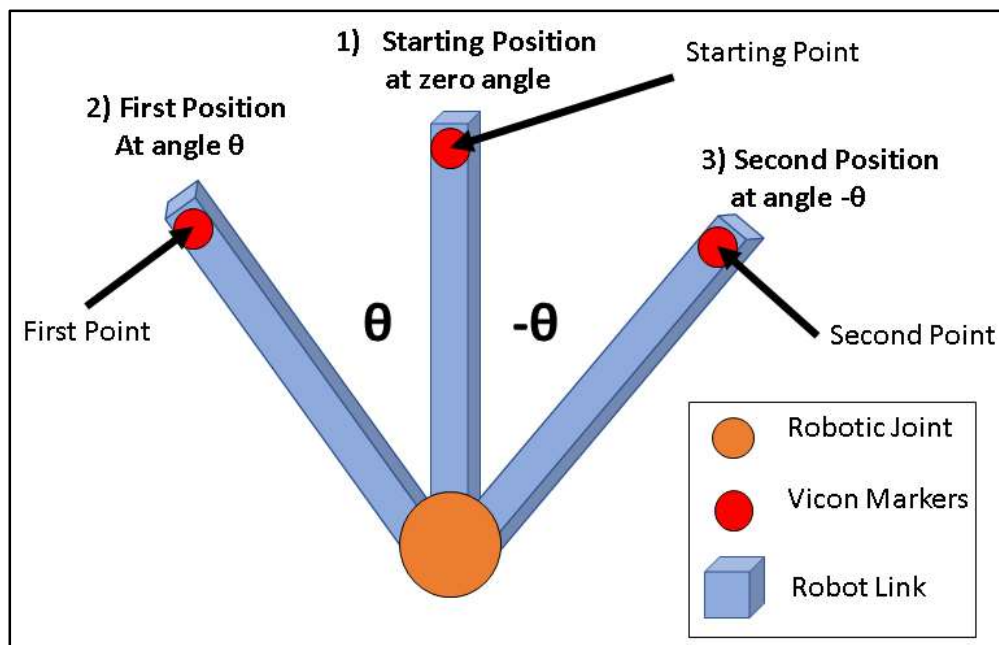 1) Starting Position
at zero angle
Starting Point
2) First Position
At angle θ
3) Second Position
at angle -θ
θ
-θ
First Point
Second Point
Robotic Joint
Vicon Markers
Robot Link